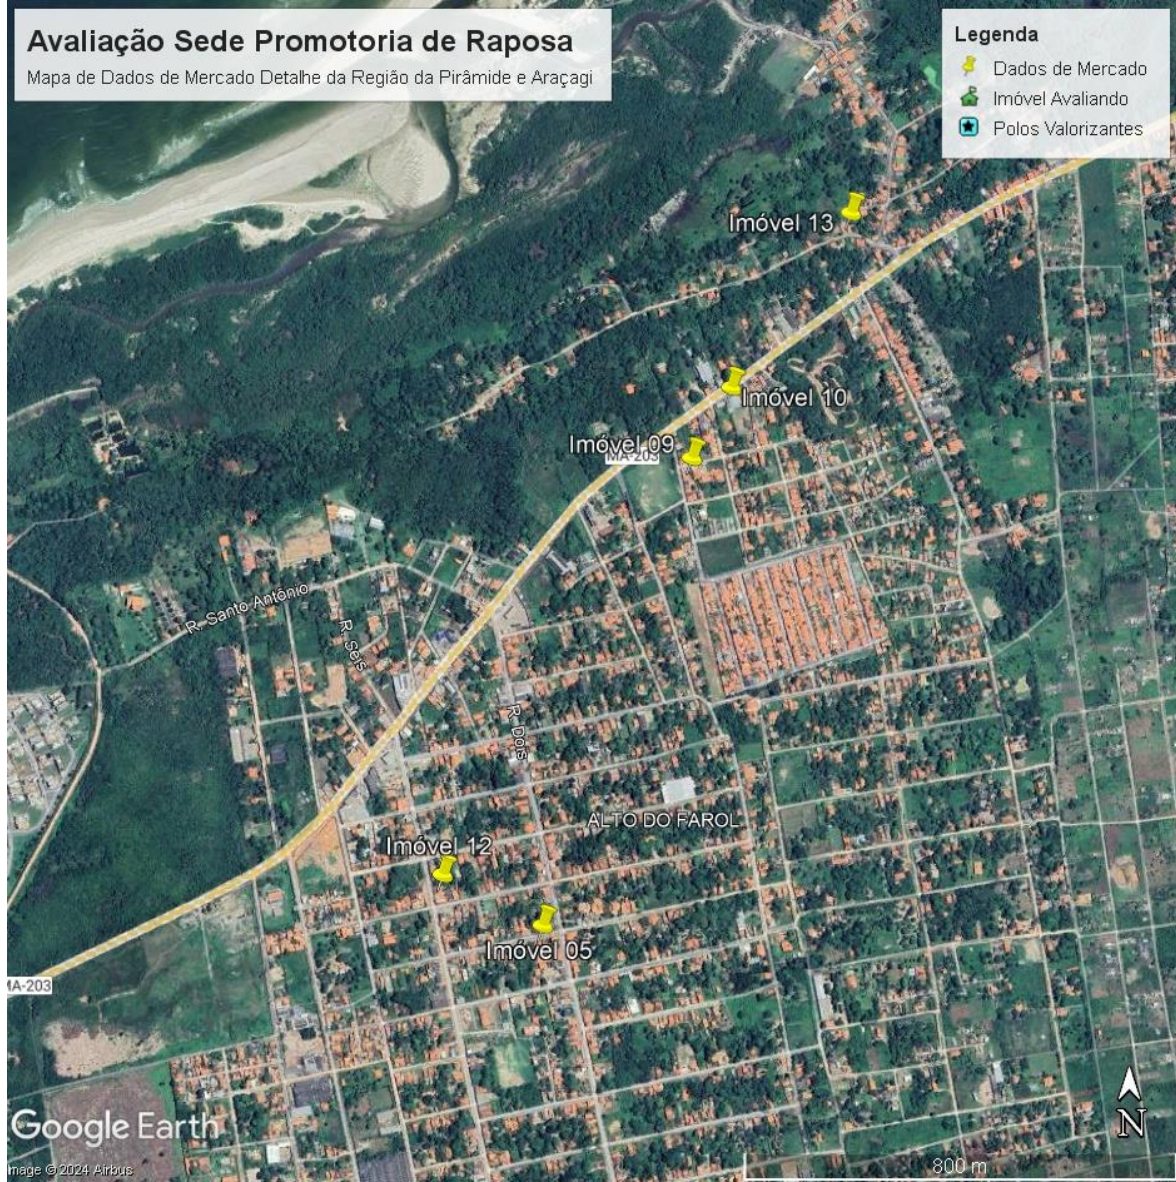 Avaliação Sede Promotoria de Raposa
Mapa de Dados de Mercado Detalhe da Região da Pirâmide e Araçagi
Legenda
Dados de Mercado
Imóvel Avaliando
Polos Valorizantes
Imóvel 13
Imóvel 10
Imóvel 09
MA-203
R. Santo Antônio
R. Seis
R. Dois
ALTO DO FAROL
Imóvel 12
Imóvel 05
MA-203
Google Earth
N
Image © 2024 Airbus
800 m